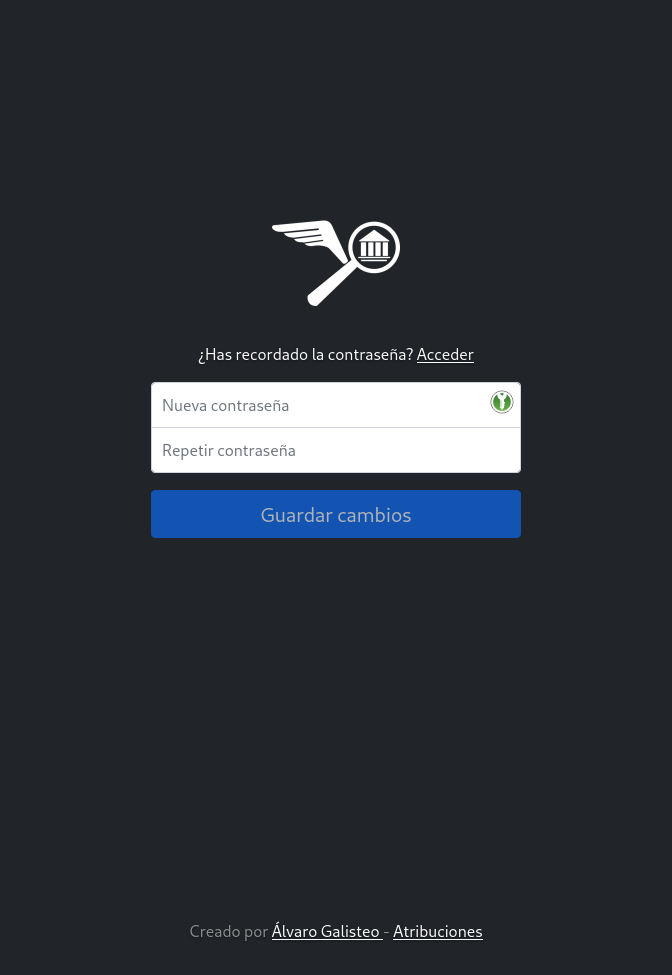 ¿Has recordado la contraseña? Acceder
Nueva contraseña
Repetir contraseña
Guardar cambios
Creado por Álvaro Galisteo - Atribuciones